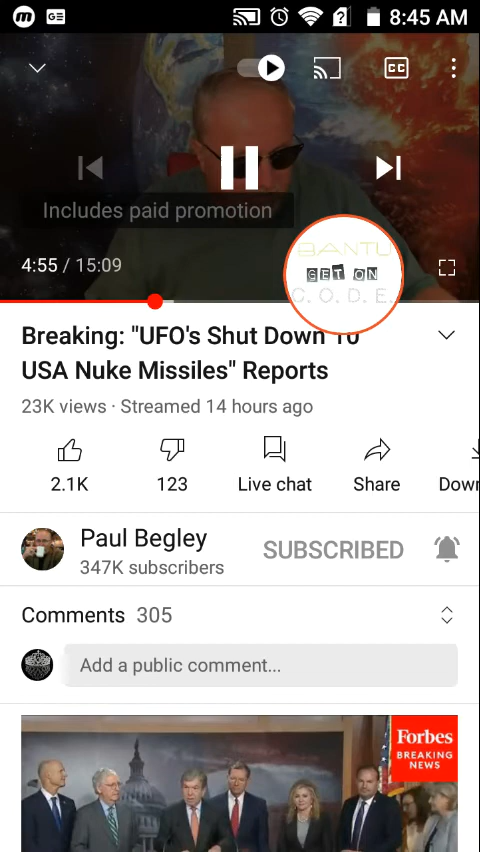 8:45 AM
CC
Includes paid promotion
4:55 / 15:09
BANTU
GET ON
C.O.D.E.
Breaking: "UFO's Shut Down 10
USA Nuke Missiles" Reports
23K views · Streamed 14 hours ago
2.1K
123
Live chat
Share
Down
Paul Begley
347K subscribers
SUBSCRIBED
Comments 305
Add a public comment...
Forbes
BREAKING
NEWS